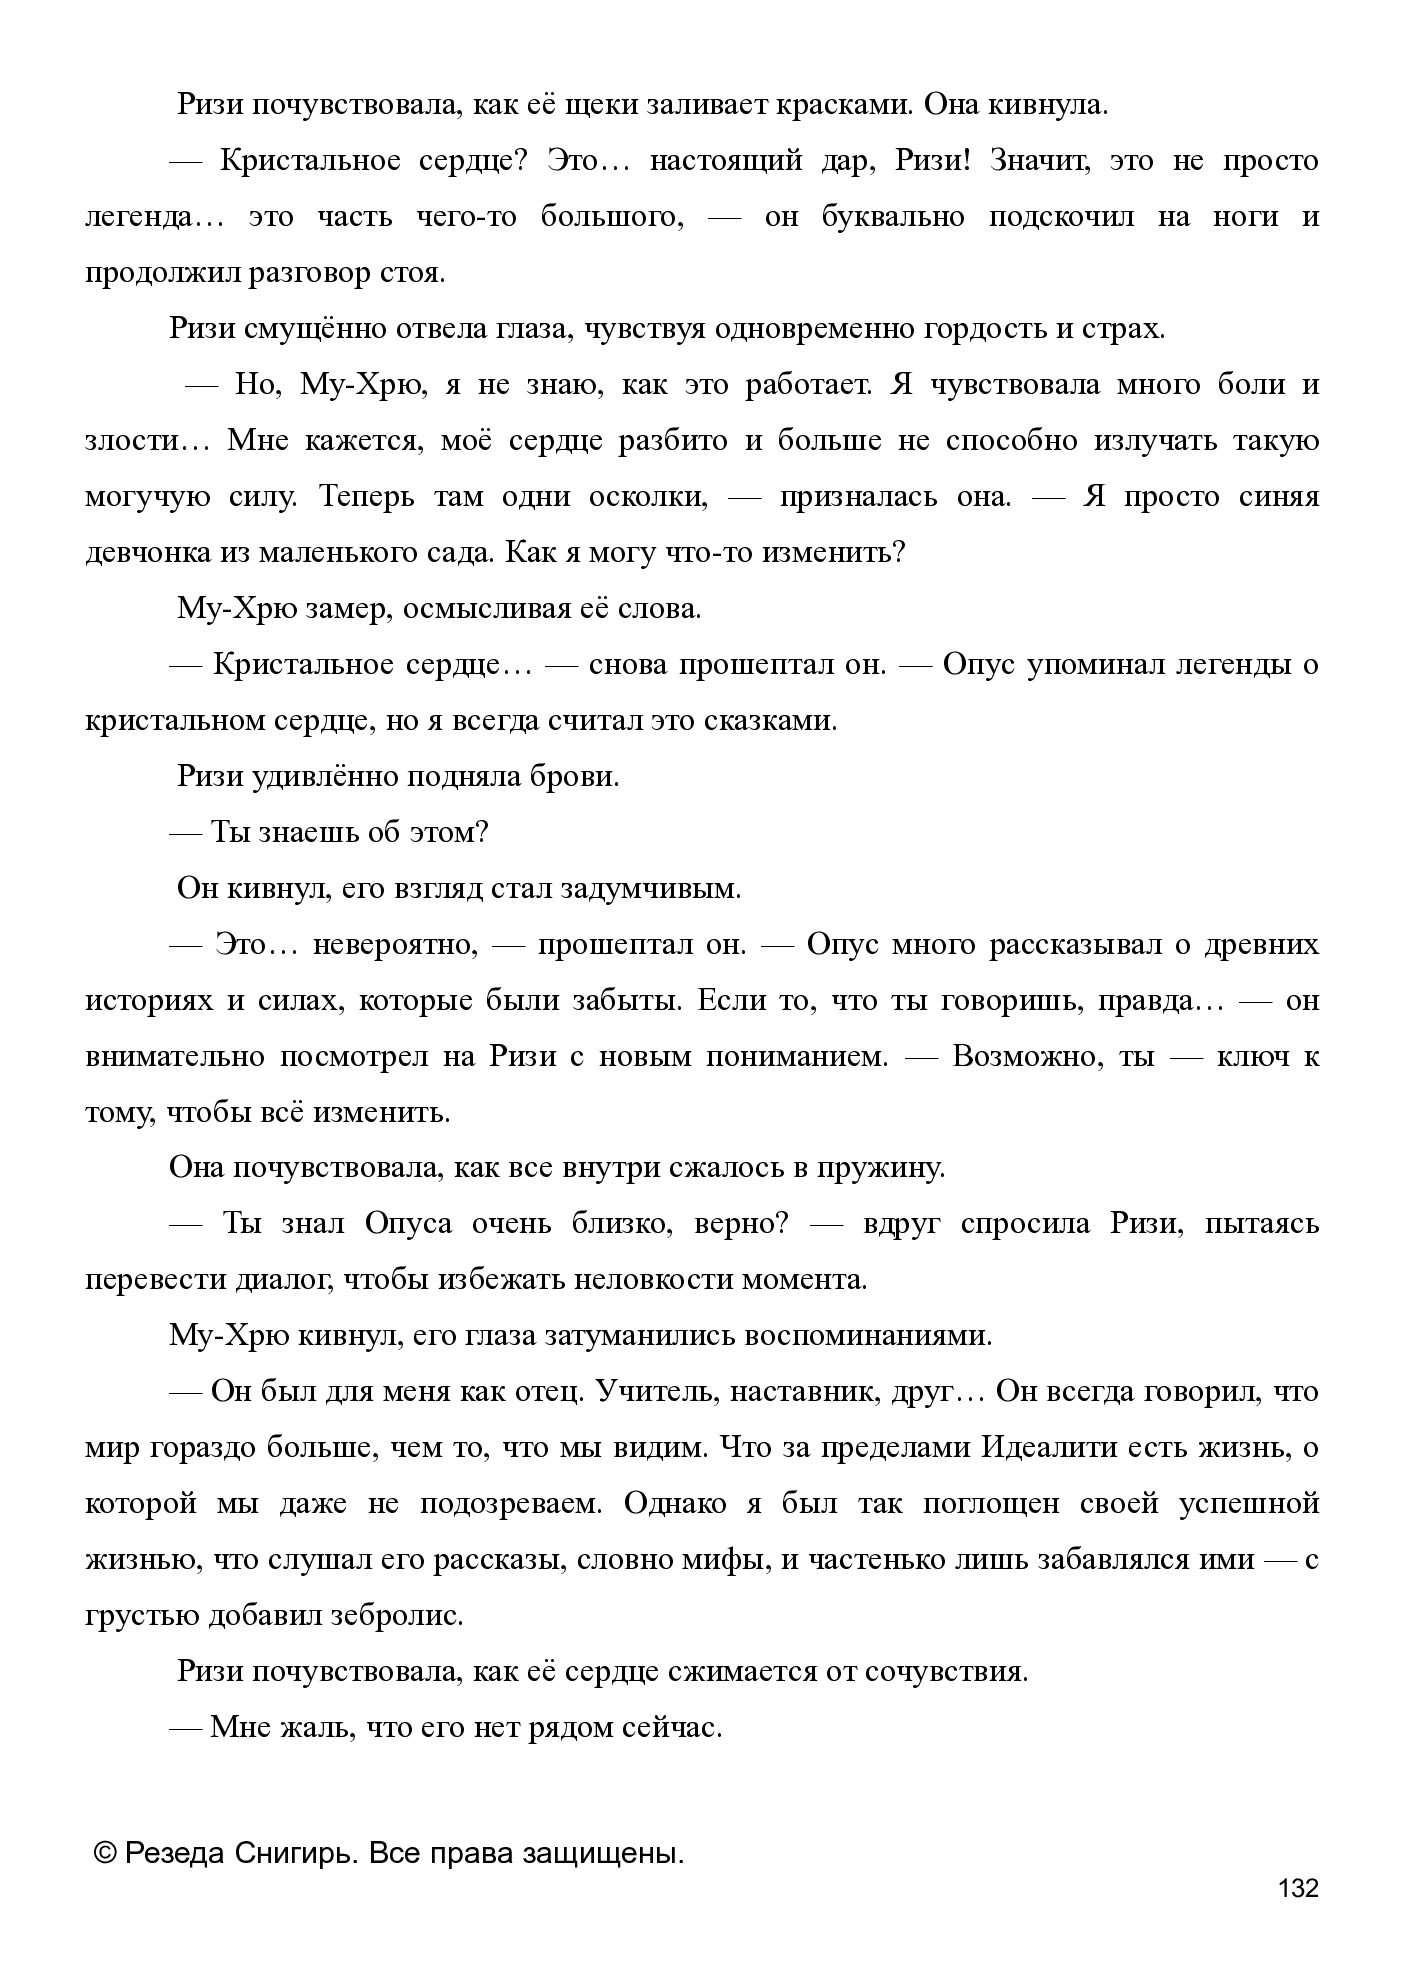 Ризи почувствовала, как её щеки заливает красками. Она кивнула.
— Кристальное сердце? Это… настоящий дар, Ризи! Значит, это не просто
легенда… это часть чего-то большого, — он буквально подскочил на ноги и
продолжил разговор стоя.
Ризи смущённо отвела глаза, чувствуя одновременно гордость и страх.
— Но, Му-Хрю, я не знаю, как это работает. Я чувствовала много боли и
злости… Мне кажется, моё сердце разбито и больше не способно излучать такую
могучую силу. Теперь там одни осколки, — призналась она. — Я просто синяя
девчонка из маленького сада. Как я могу что-то изменить?
Му-Хрю замер, осмысливая её слова.
— Кристальное сердце… — снова прошептал он. — Опус упоминал легенды о
кристальном сердце, но я всегда считал это сказками.
Ризи удивлённо подняла брови.
— Ты знаешь об этом?
Он кивнул, его взгляд стал задумчивым.
— Это… невероятно, — прошептал он. — Опус много рассказывал о древних
историях и силах, которые были забыты. Если то, что ты говоришь, правда… — он
внимательно посмотрел на Ризи с новым пониманием. — Возможно, ты — ключ к
тому, чтобы всё изменить.
Она почувствовала, как все внутри сжалось в пружину.
— Ты знал Опуса очень близко, верно? — вдруг спросила Ризи, пытаясь
перевести диалог, чтобы избежать неловкости момента.
Му-Хрю кивнул, его глаза затуманились воспоминаниями.
— Он был для меня как отец. Учитель, наставник, друг… Он всегда говорил, что
мир гораздо больше, чем то, что мы видим. Что за пределами Идеалити есть жизнь, о
которой мы даже не подозреваем. Однако я был так поглощен своей успешной
жизнью, что слушал его рассказы, словно мифы, и частенько лишь забавлялся ими — с
грустью добавил зебролис.
Ризи почувствовала, как её сердце сжимается от сочувствия.
— Мне жаль, что его нет рядом сейчас.
© Резеда Снигирь. Все права защищены.
132